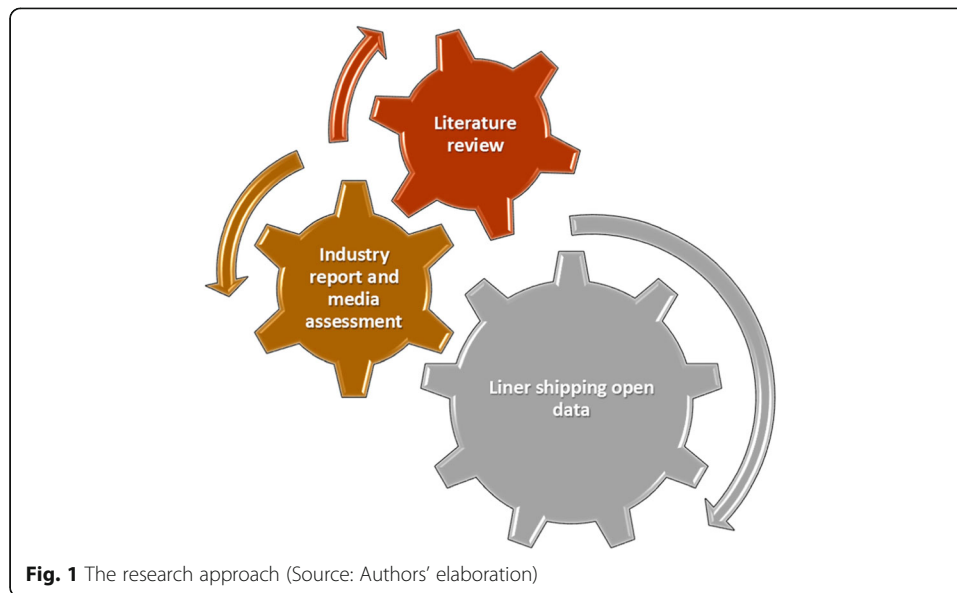 Literature
review
Industry
report and
media
assessment
Liner shipping open
data
Fig. 1 The research approach (Source: Authors’ elaboration)